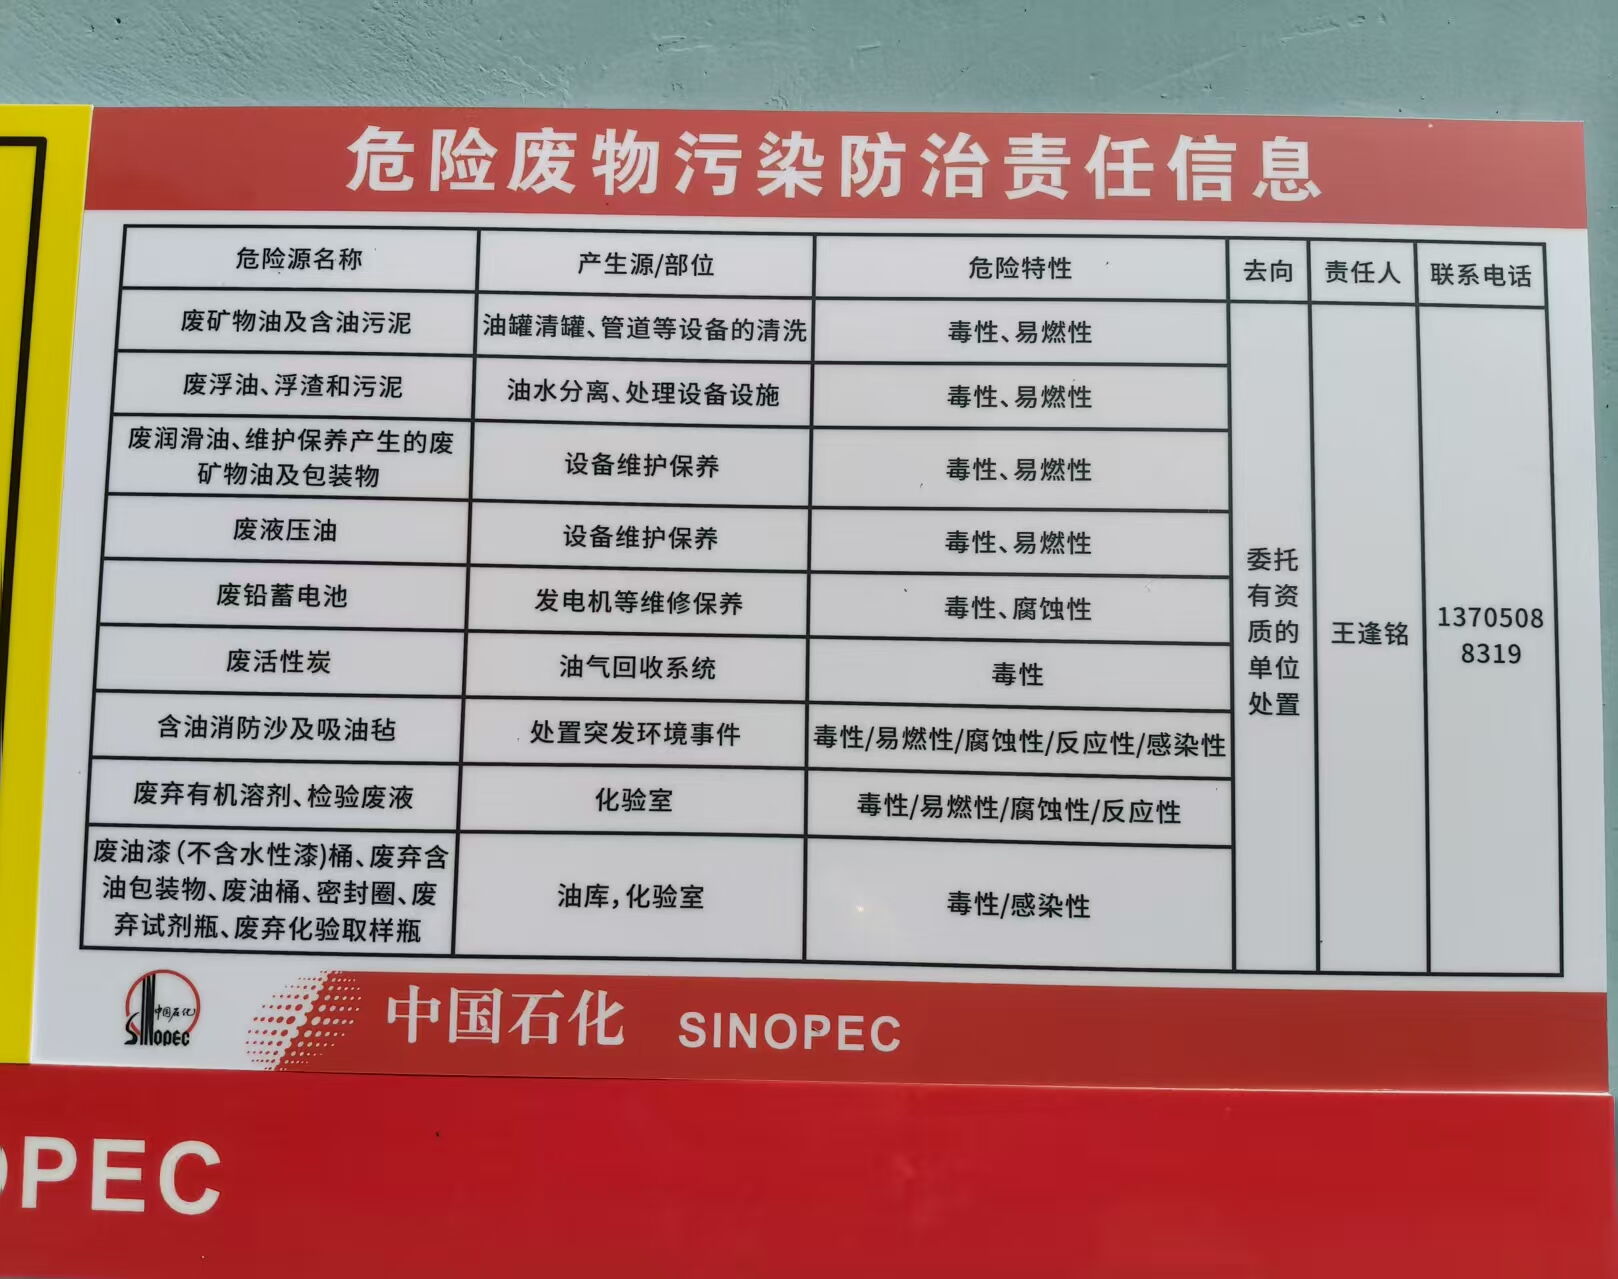 危险废物污染防治责任信息
危险源名称 产生源/部位 危险特性 去向 责任人 联系电话
废矿物油及含油污泥 油罐清罐、管道等设备的清洗 毒性、易燃性
废浮油、浮渣和污泥 油水分离、处理设备设施 毒性、易燃性
废润滑油、维护保养产生的废
矿物油及包装物 设备维护保养 毒性、易燃性
废液压油 设备维护保养 毒性、易燃性
废铅蓄电池 发电机等维修保养 毒性、腐蚀性
废活性炭 油气回收系统 毒性
含油消防沙及吸油毡 处置突发环境事件 毒性/易燃性/腐蚀性/反应性/感染性
废弃有机溶剂、检验废液 化验室 毒性/易燃性/腐蚀性/反应性
废油漆(不含水性漆)桶、废弃含
油包装物、废油桶、密封圈、废
弃试剂瓶、废弃化验取样瓶 油库,化验室 毒性/感染性
委托
有资
质的
单位
处置
王逢铭
1370508
8319
中国石化
SINOPEC
中国石化 SINOPEC
OPEC